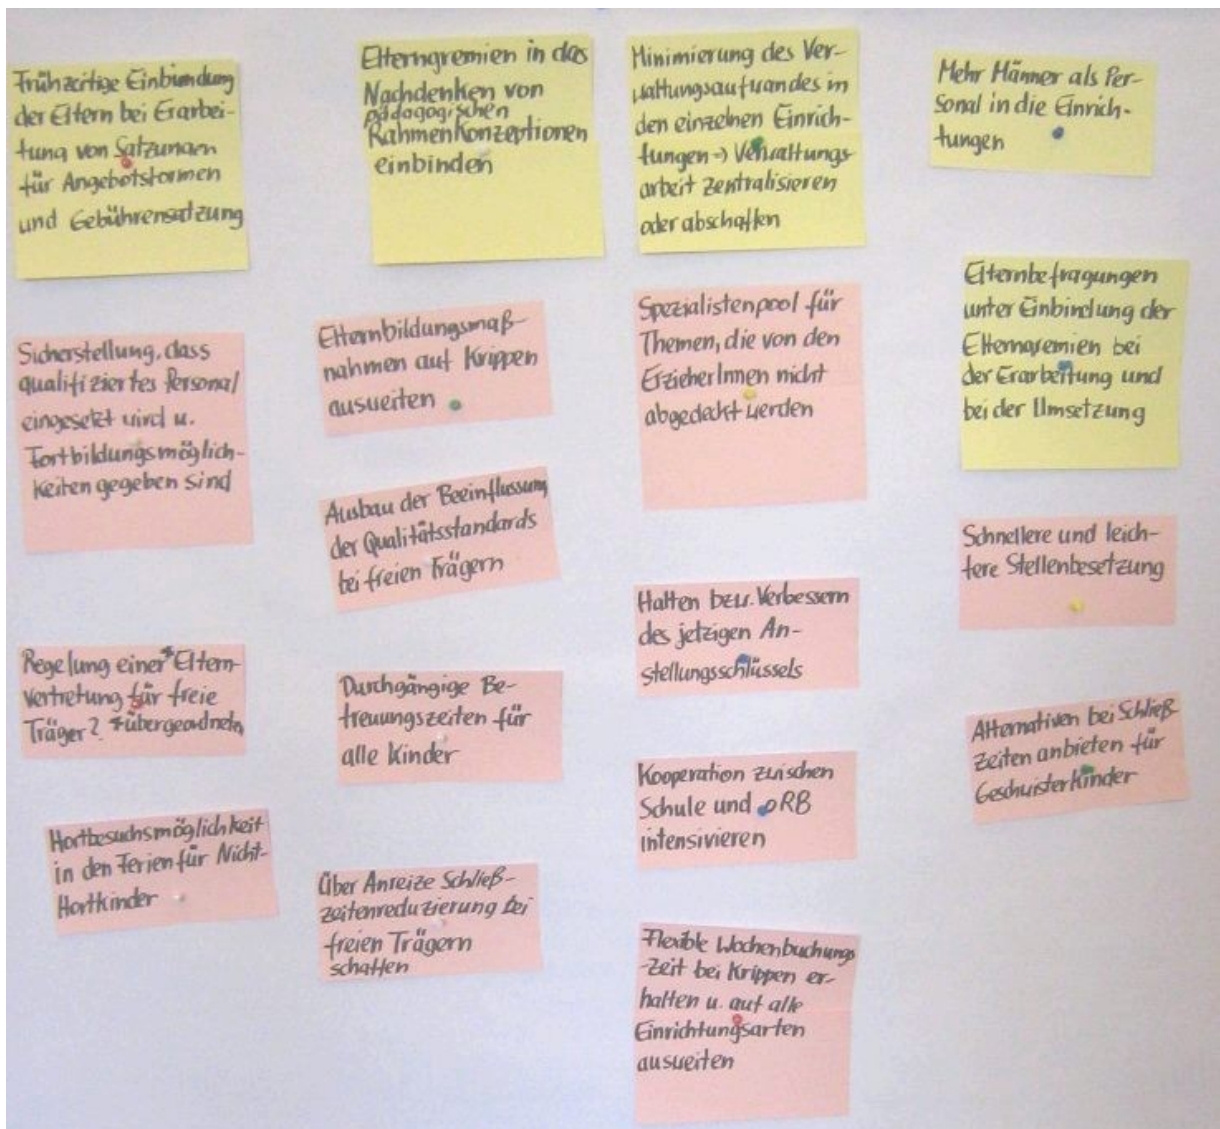 Frühzeitige Einbindung
der Eltern bei Erarbei-
tung von Satzungen
für Angebotsformen
und Gebührensatzung
Sicherstellung, dass
qualifiziertes Personal
eingesetzt wird u.
Fortbildungsmöglich-
keiten gegeben sind
Regelung einer *Eltern-
vertretung für freie
Träger? *übergeordneten
Hortbesuchsmöglichkeit
in den Ferien für Nicht-
Hortkinder
Elterngremien in das
Nachdenken von
pädagogischen
Rahmenkonzeptionen
einbinden
Elternbildungsmaß-
nahmen auf Krippen
ausweiten
Ausbau der Beeinflussung
der Qualitätsstandards
bei freien Trägern
Durchgängige Be-
treuungszeiten für
alle Kinder
Über Anreize Schließ-
zeitenreduzierung bei
freien Trägern
schaffen
Minimierung des Ver-
waltungsaufwandes in
den einzelnen Einrich-
tungen → Verwaltungs
arbeit zentralisieren
oder abschaffen
Spezialistenpool für
Themen, die von den
ErzieherInnen nicht
abgedeckt werden
Halten bzw. Verbessern
des jetzigen An-
stellungsschlüssels
Kooperation zwischen
Schule und RB
intensivieren
Flexible Wochenbuchungs
-zeit bei Krippen er-
halten u. auf alle
Einrichtungsarten
ausweiten
Mehr Männer als Per-
sonal in die Einrich-
tungen
Elternbefragungen
unter Einbindung der
Elterngremien bei
der Erarbeitung und
bei der Umsetzung
Schnellere und leich-
tere Stellenbesetzung
Alternativen bei Schließ-
zeiten anbieten für
Geschwisterkinder